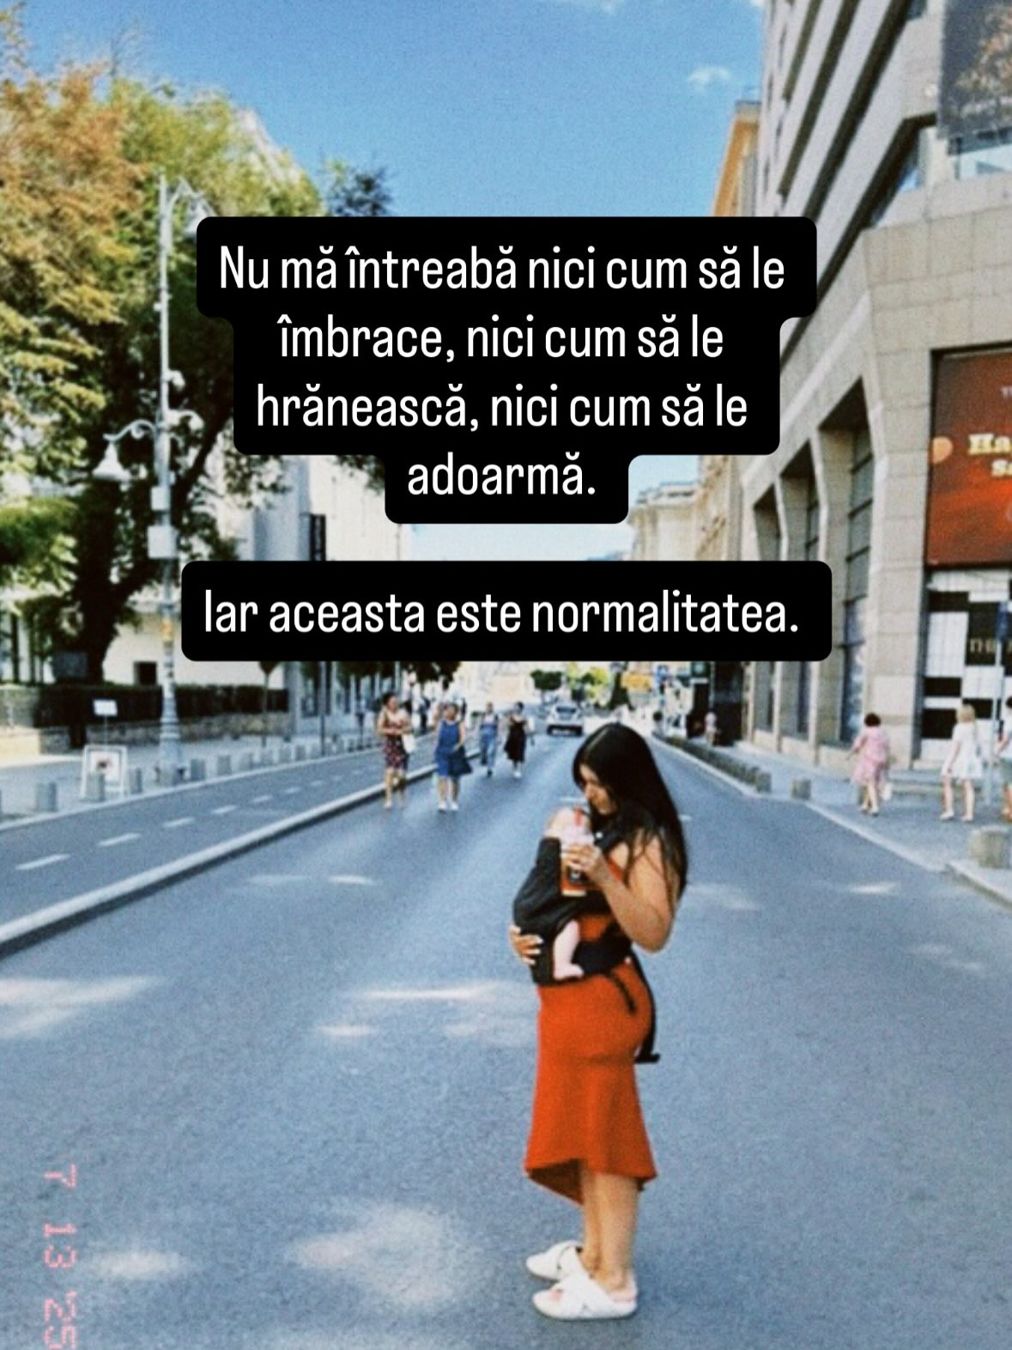 Nu mă întreabă nici cum să le
îmbrace, nici cum să le
hrănească, nici cum să le
adoarmă.
Iar aceasta este normalitatea.
7 13 '25